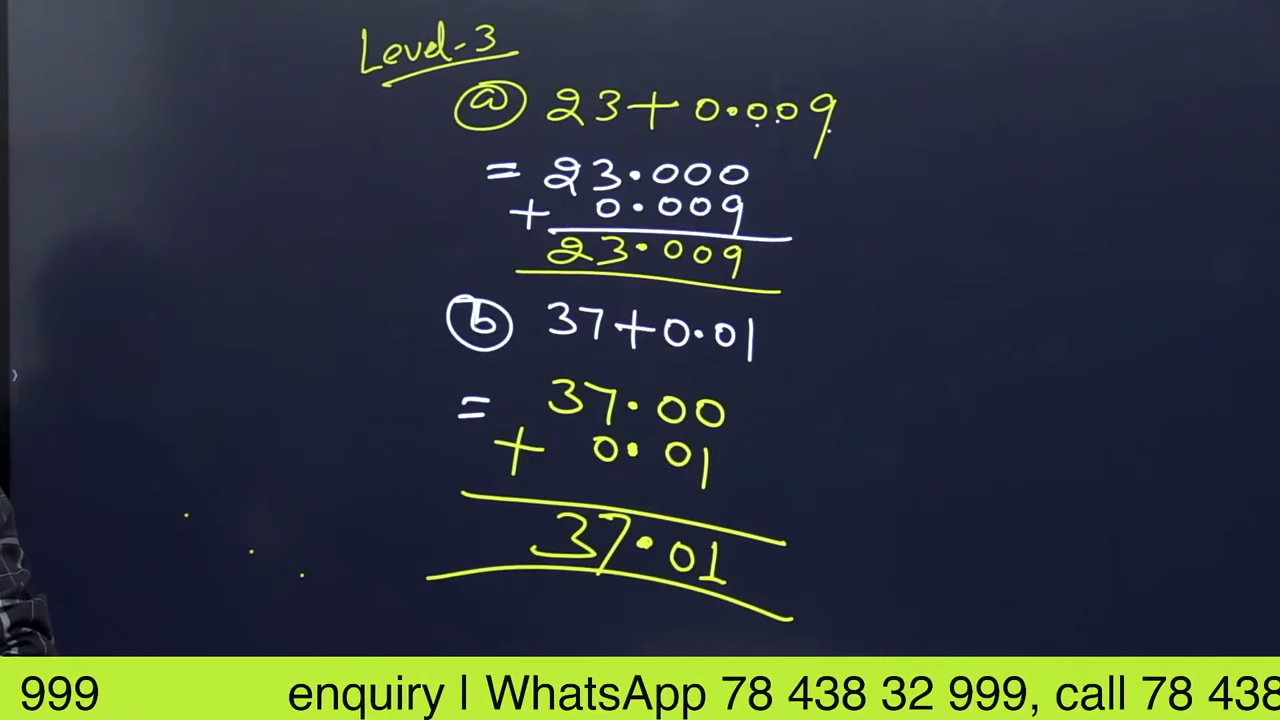 Level-3
(a) 23+0.009
= 23.000
+ 0.009
23.009
(b) 37+0.01
= 37.00
+ 0.01
37.01
999 enquiry | WhatsApp 78 438 32 999, call 78 438